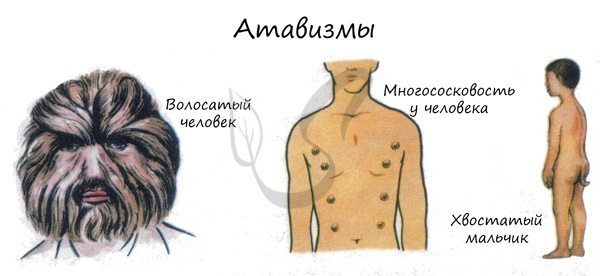 Атавизмы
Волосатый
человек
Многососковость
у человека
Хвостатый
мальчик